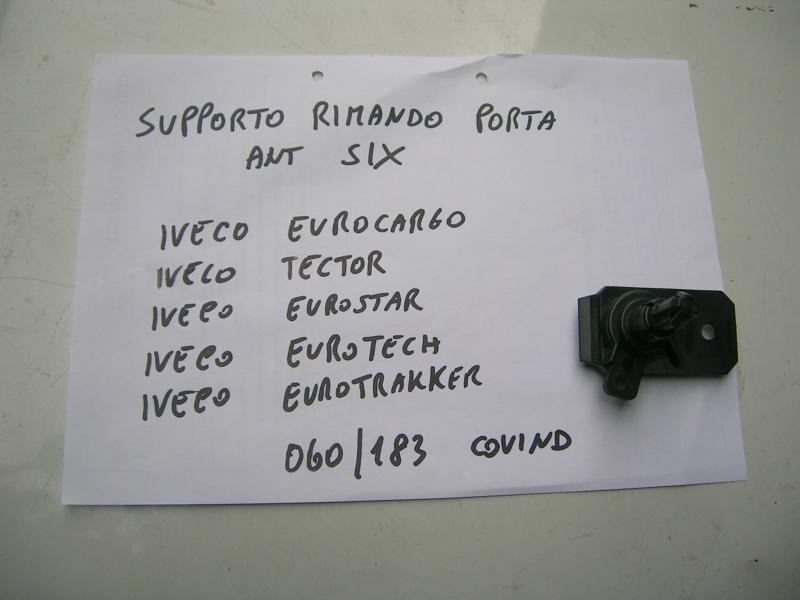 SUPPORTO RIMANDO PORTA
ANT SIX
IVECO EUROCARGO
IVECO TECTOR
IVECO EUROSTAR
IVECO EUROTECH
IVECO EUROTRAKKER
060/183 COVIND